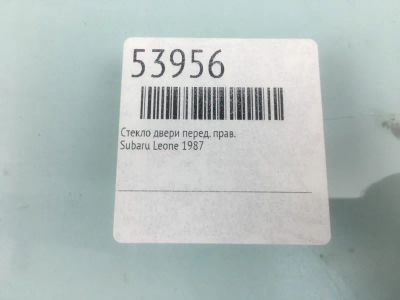 53956
Стекло двери перед. прав.
Subaru Leone 1987